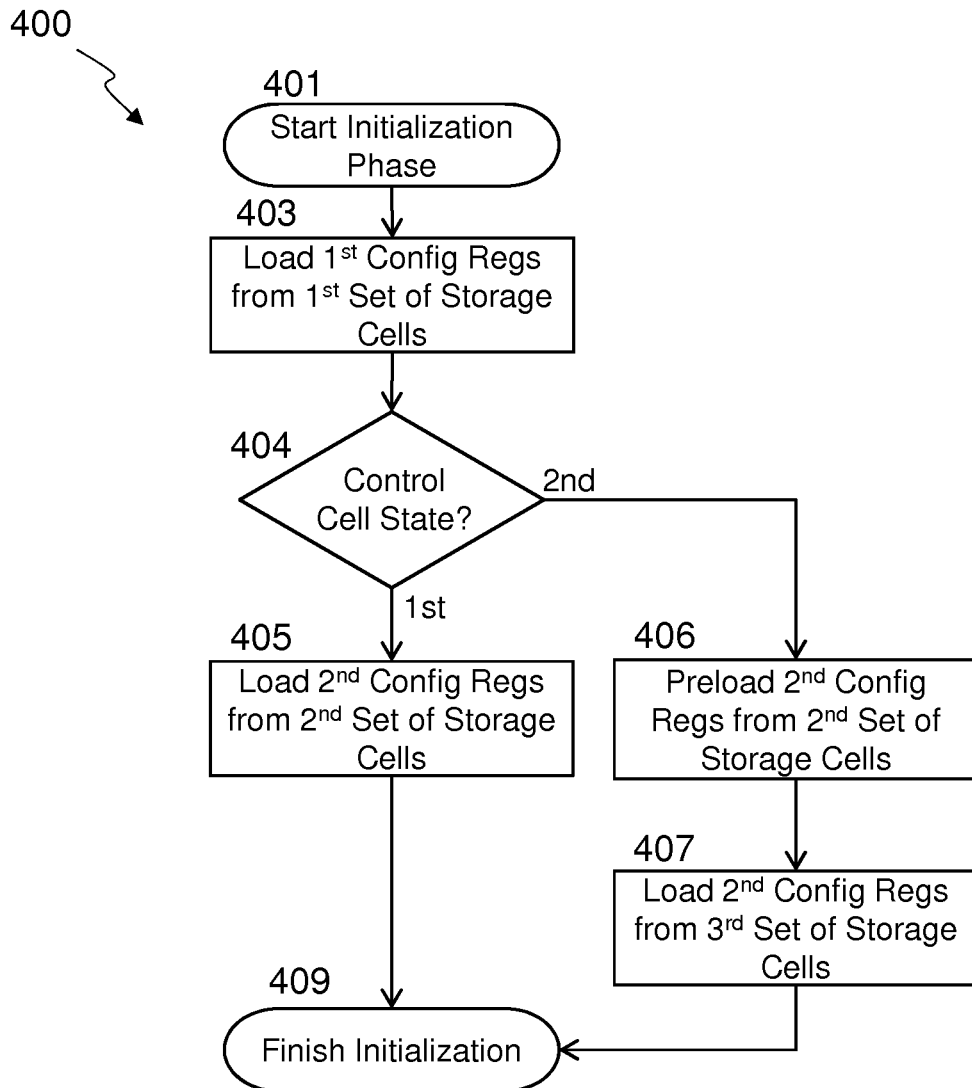 400
401
Start Initialization
Phase
403
Load 1st Config Regs
from 1st Set of Storage
Cells
404
Control
Cell State?
2nd
1st
405
Load 2nd Config Regs
from 2nd Set of Storage
Cells
406
Preload 2nd Config
Regs from 2nd Set of
Storage Cells
407
Load 2nd Config Regs
from 3rd Set of Storage
Cells
409
Finish Initialization